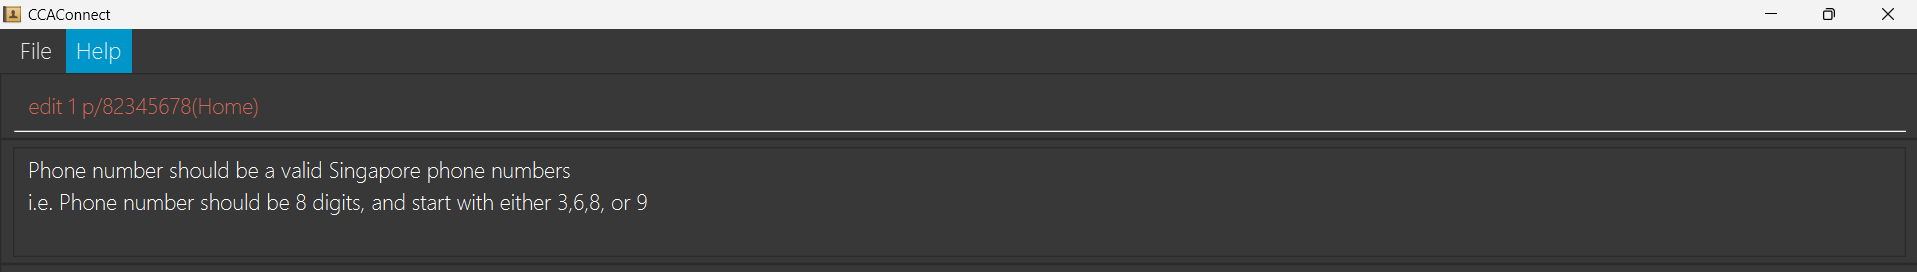 CCAConnect
File Help
edit 1 p/82345678(Home)
Phone number should be a valid Singapore phone numbers
i.e. Phone number should be 8 digits, and start with either 3,6,8, or 9